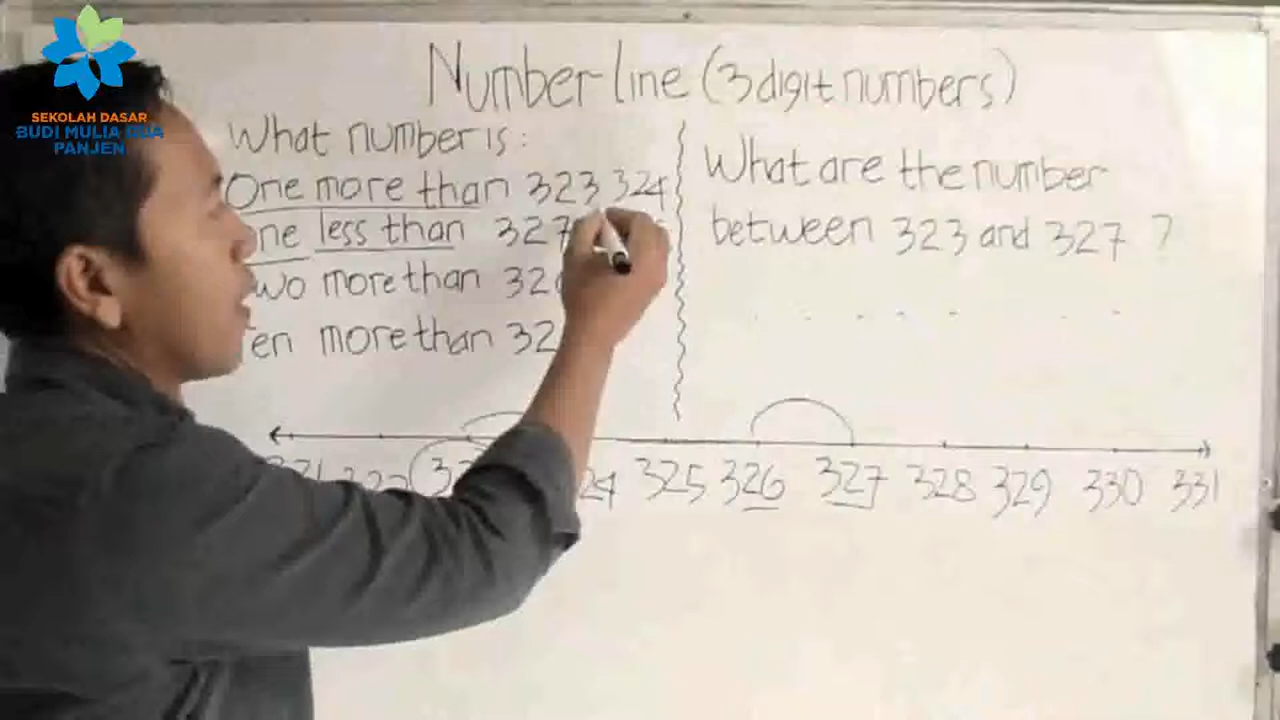 SEKOLAH DASAR
BUDI MULIA DUA
PANJEN
Number line (3 digit numbers)
What number is:
One more than 323 324
one less than 327
more than
more than
What are the number
between 323 and 327 ?
325 326 327 328 329 330 331